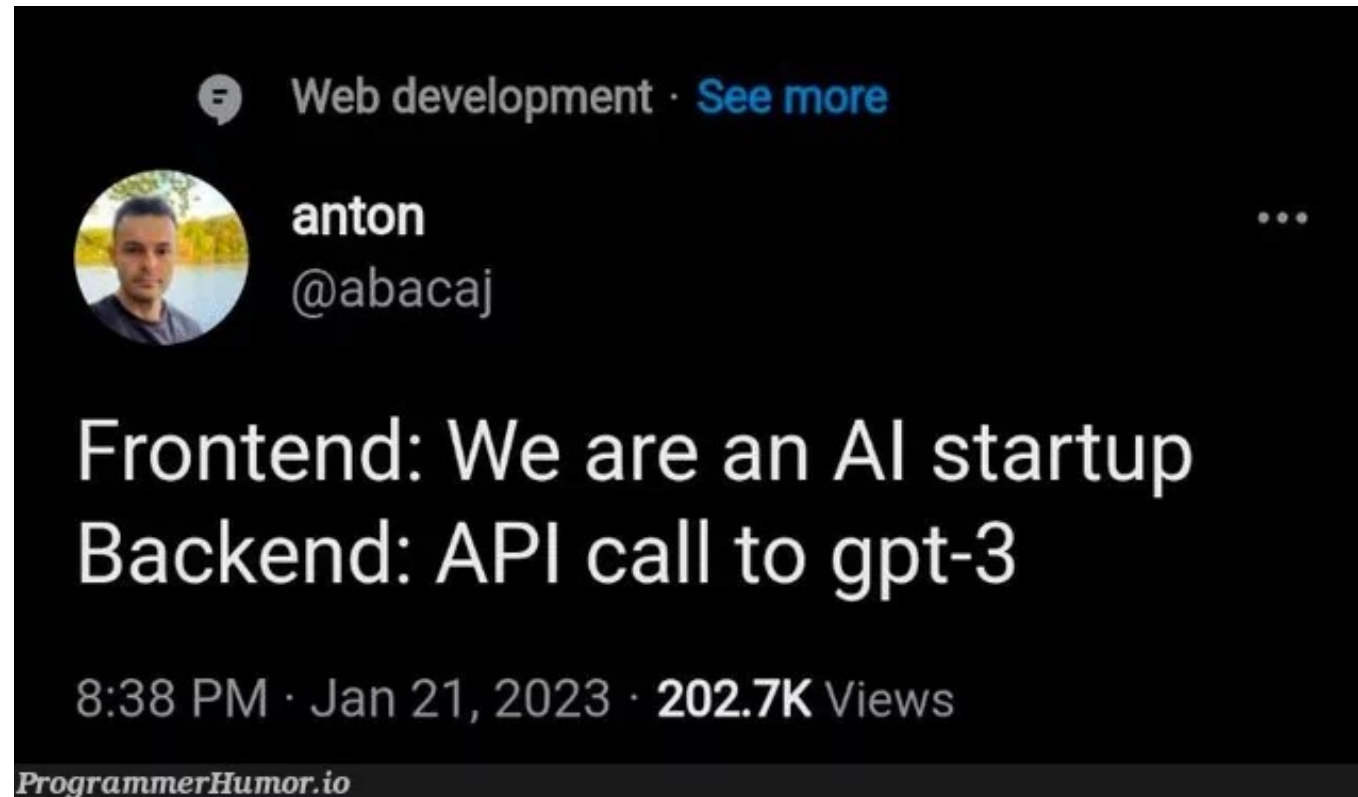 Web development · See more
anton
@abacaj
Frontend: We are an AI startup
Backend: API call to gpt-3
8:38 PM · Jan 21, 2023 · 202.7K Views
ProgrammerHumor.io